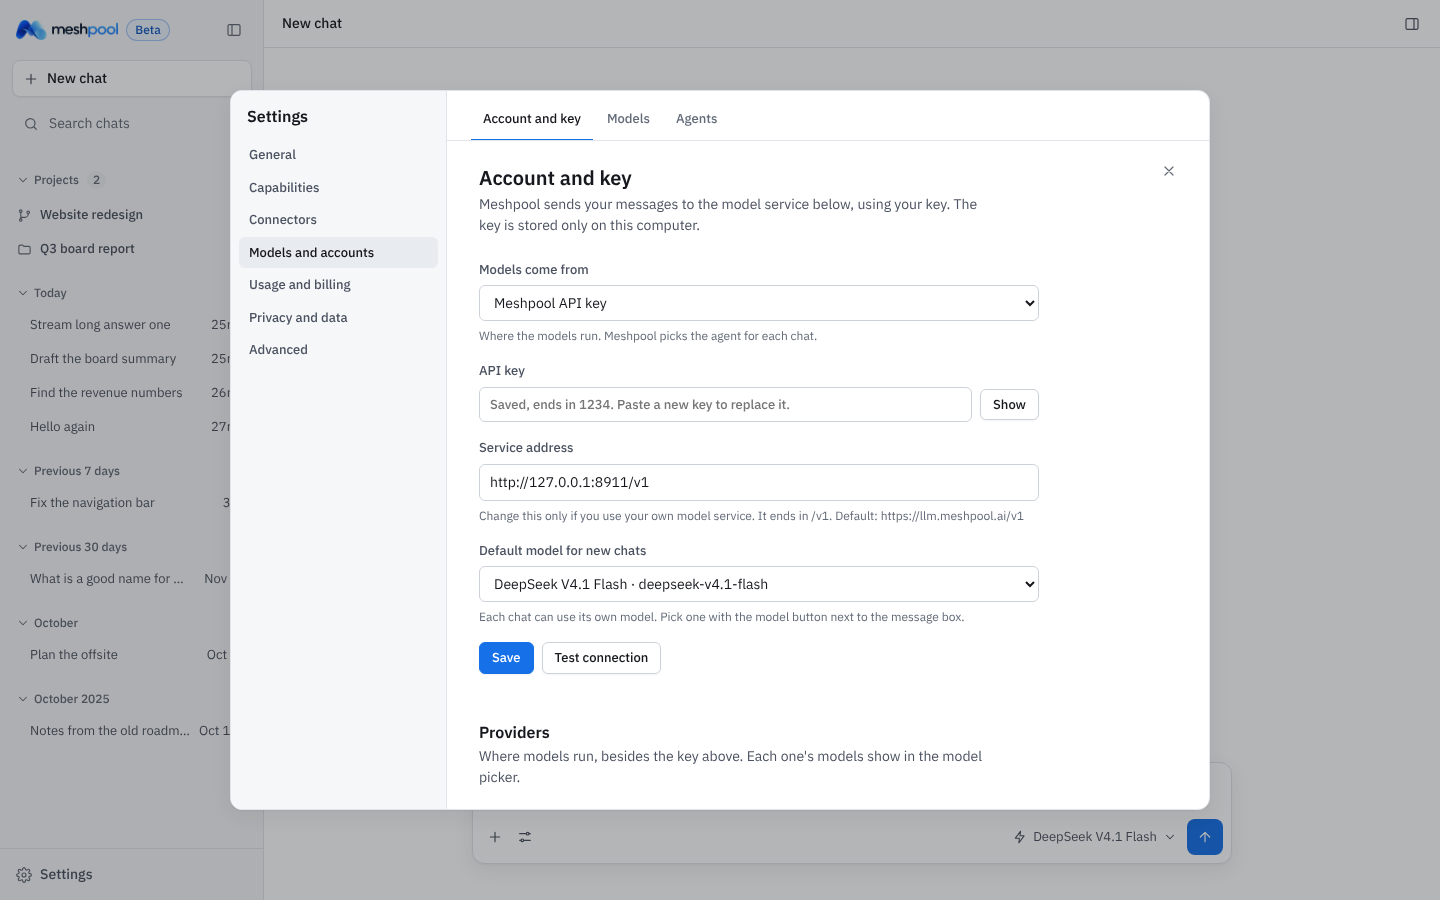 meshpool Beta
New chat
Search chats
Projects 2
Website redesign
Q3 board report
Today
Stream long answer one
Draft the board summary
Find the revenue numbers
Hello again
Previous 7 days
Fix the navigation bar
Previous 30 days
What is a good name for ... Nov
October
Plan the offsite Oct
October 2025
Notes from the old roadm... Oct
Settings
New chat
Settings
General
Capabilities
Connectors
Models and accounts
Usage and billing
Privacy and data
Advanced
Account and key Models Agents
Account and key
Meshpool sends your messages to the model service below, using your key. The
key is stored only on this computer.
Models come from
Meshpool API key
Where the models run. Meshpool picks the agent for each chat.
API key
Saved, ends in 1234. Paste a new key to replace it. Show
Service address
http://127.0.0.1:8911/v1
Change this only if you use your own model service. It ends in /v1. Default: https://llm.meshpool.ai/v1
Default model for new chats
DeepSeek V4.1 Flash · deepseek-v4.1-flash
Each chat can use its own model. Pick one with the model button next to the message box.
Save Test connection
Providers
Where models run, besides the key above. Each one's models show in the model
picker.
DeepSeek V4.1 Flash